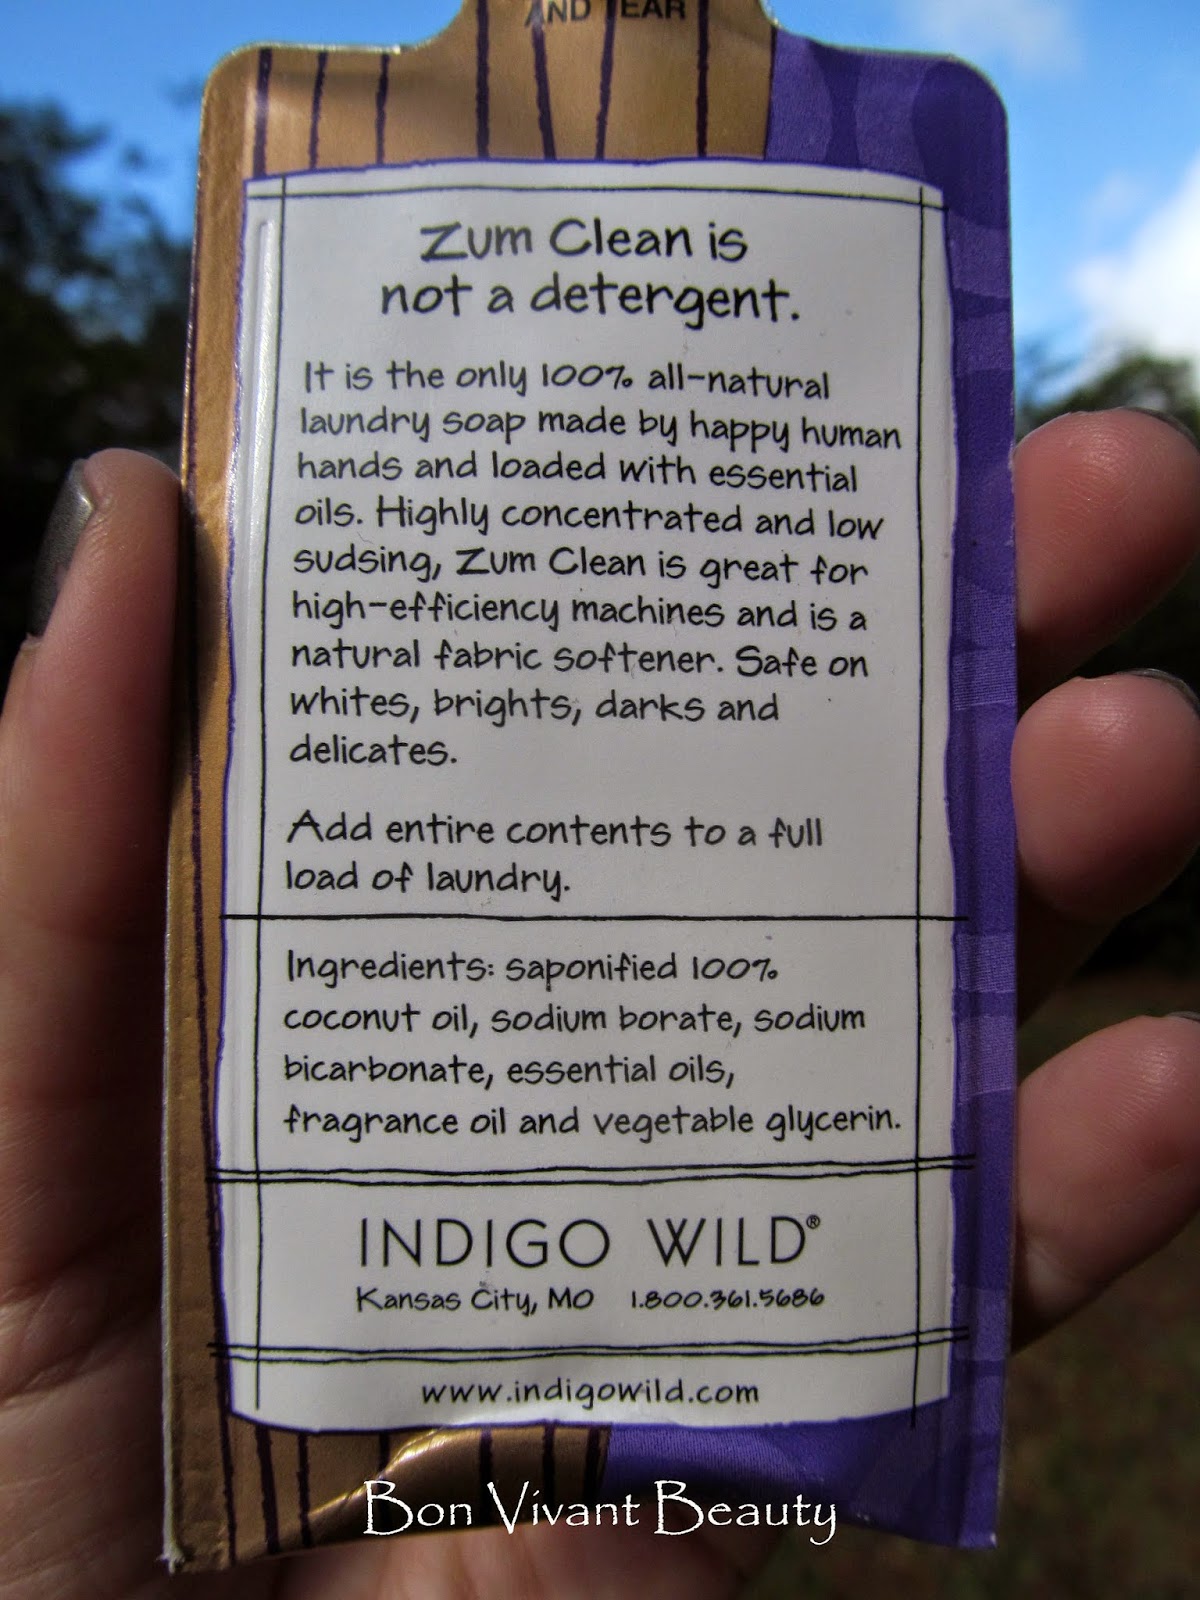 AND TEAR
Zum Clean is
not a detergent.
It is the only 100% all-natural
laundry soap made by happy human
hands and loaded with essential
oils. Highly concentrated and low
sudsing, Zum Clean is great for
high-efficiency machines and is a
natural fabric softener. Safe on
whites, brights, darks and
delicates.
Add entire contents to a full
load of laundry.
Ingredients: saponified 100%
coconut oil, sodium borate, sodium
bicarbonate, essential oils,
fragrance oil and vegetable glycerin.
INDIGO WILD®
Kansas City, MO 1.800.361.5686
www.indigowild.com
Bon Vivant Beauty